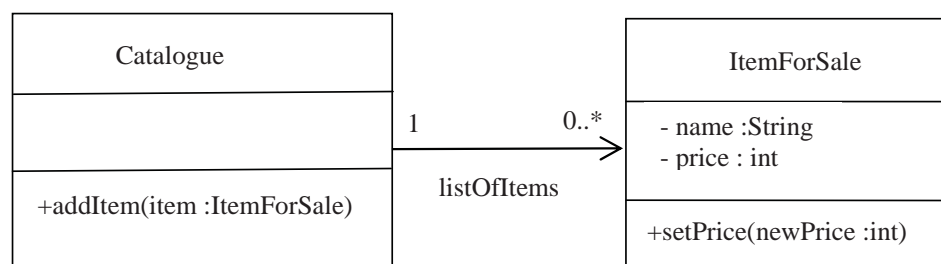 Catalogue
+addItem(item :ItemForSale)
1
0..*
listOfItems
ItemForSale
- name :String
- price : int
+setPrice(newPrice :int)